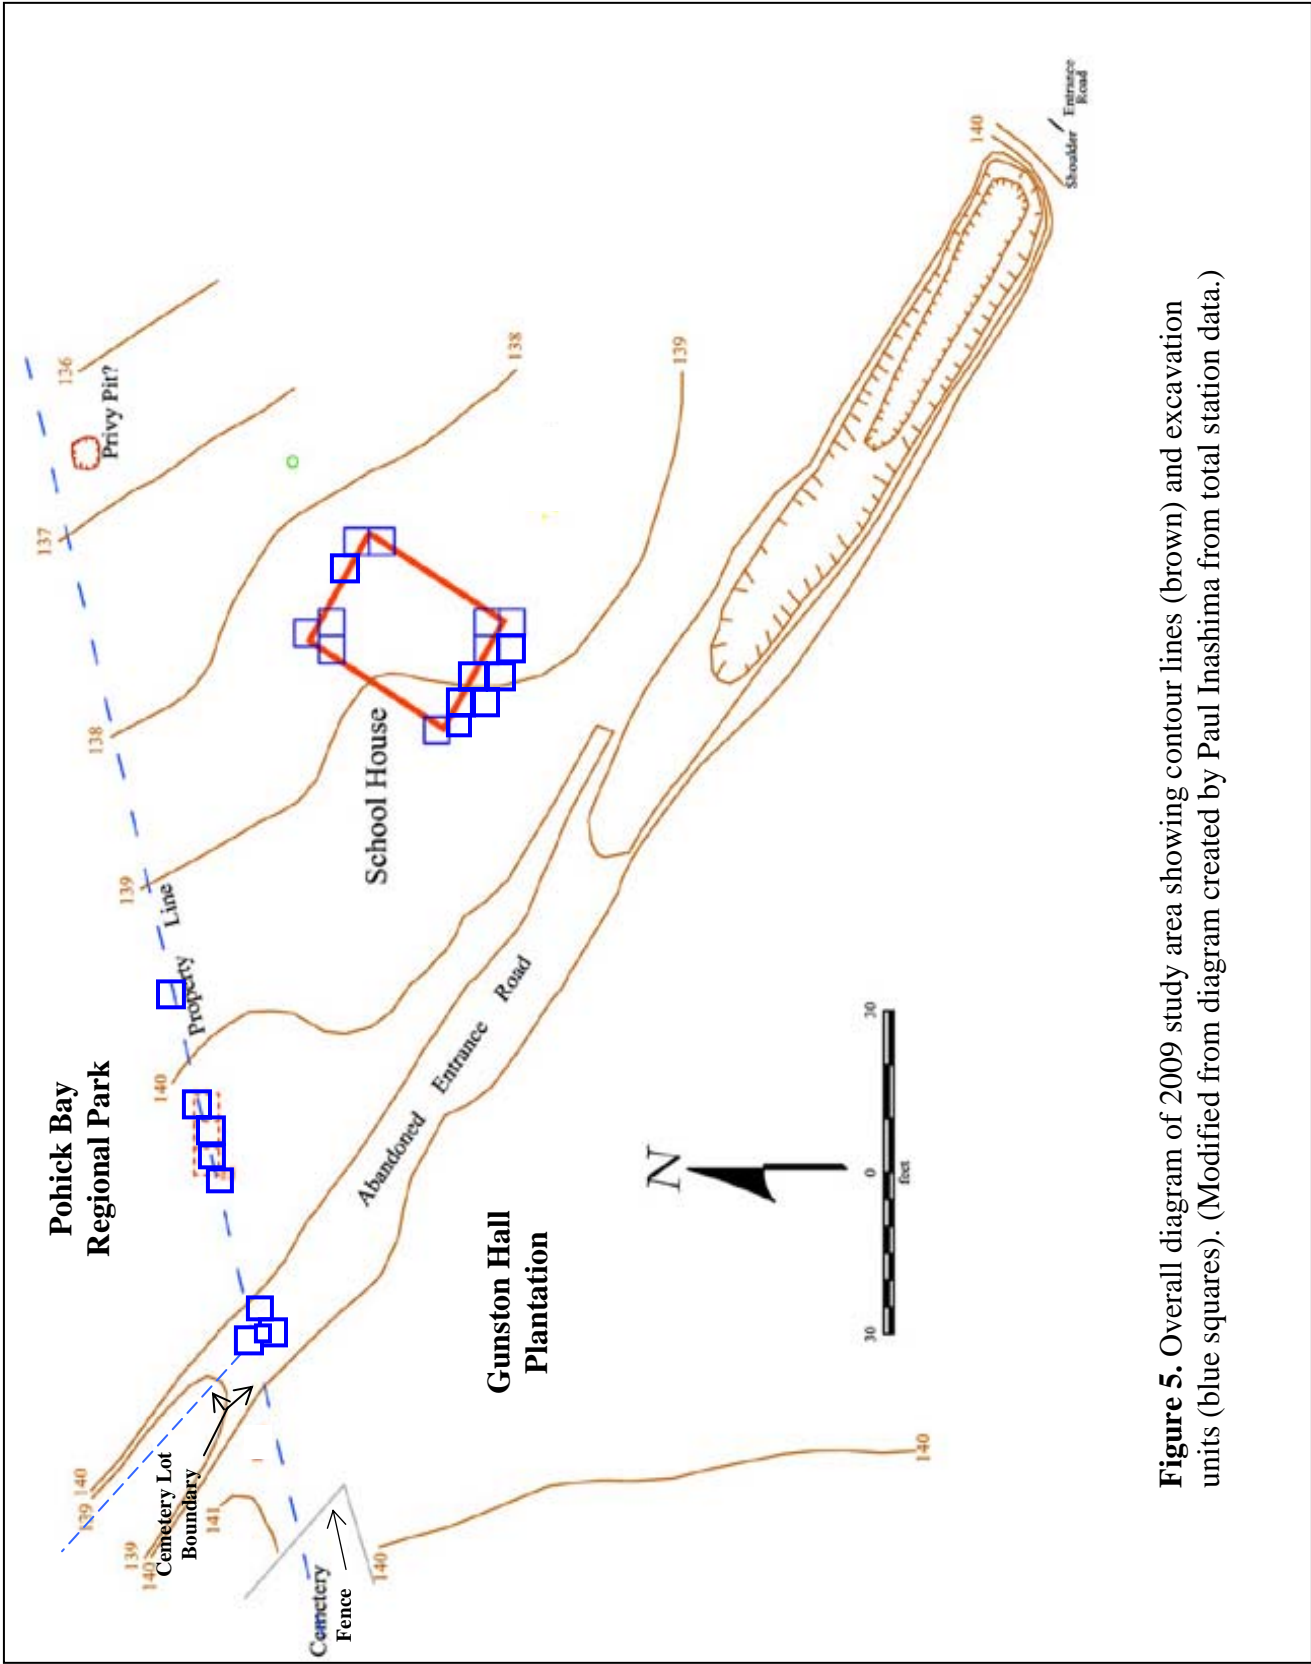 Pohick Bay
Regional Park
136
Privy Pit?
137
138
138
139
139
School House
Property Line
140
140
Shoulder
Entrance
Road
Abandoned Entrance Road
140
139
139
140
141
Cemetery Lot
Boundary
Cemetery
Fence
140
140
Gunston Hall
Plantation
N
30
0
30
feet
Figure 5. Overall diagram of 2009 study area showing contour lines (brown) and excavation
units (blue squares). (Modified from diagram created by Paul Inashima from total station data.)